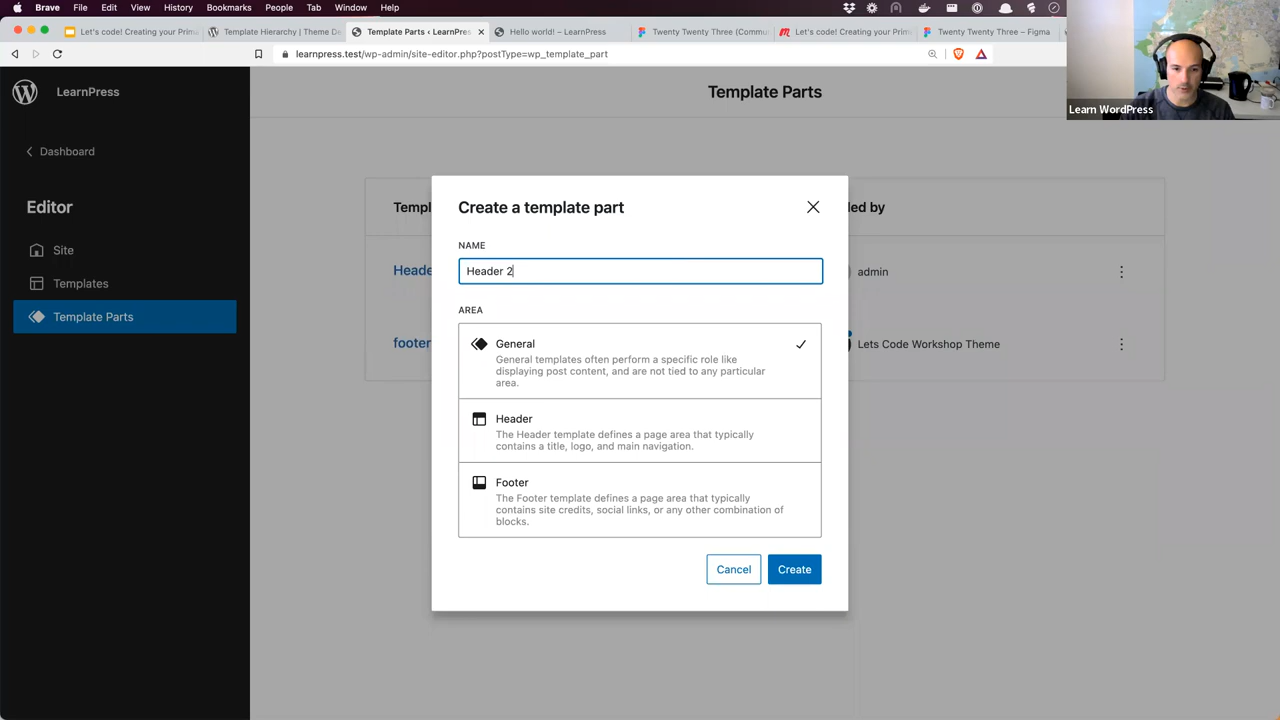 Brave File Edit View History Bookmarks People Tab Window Help
Let's code! Creating your Prim
Template Hierarchy | Theme De
Template Parts ‹ LearnPres
Hello world! – LearnPress
Twenty Twenty Three (Commu
Let's code! Creating your Prim
Twenty Twenty Three – Figma
learnpress.test/wp-admin/site-editor.php?postType=wp_template_part
Learn WordPress
LearnPress
Template Parts
Dashboard
Editor
Site
Templates
Template Parts
Templ
led by
Heade
admin
footer
Lets Code Workshop Theme
Create a template part
NAME
Header 2
AREA
General
General templates often perform a specific role like
displaying post content, and are not tied to any particular
area.
Header
The Header template defines a page area that typically
contains a title, logo, and main navigation.
Footer
The Footer template defines a page area that typically
contains site credits, social links, or any other combination of
blocks.
Cancel
Create